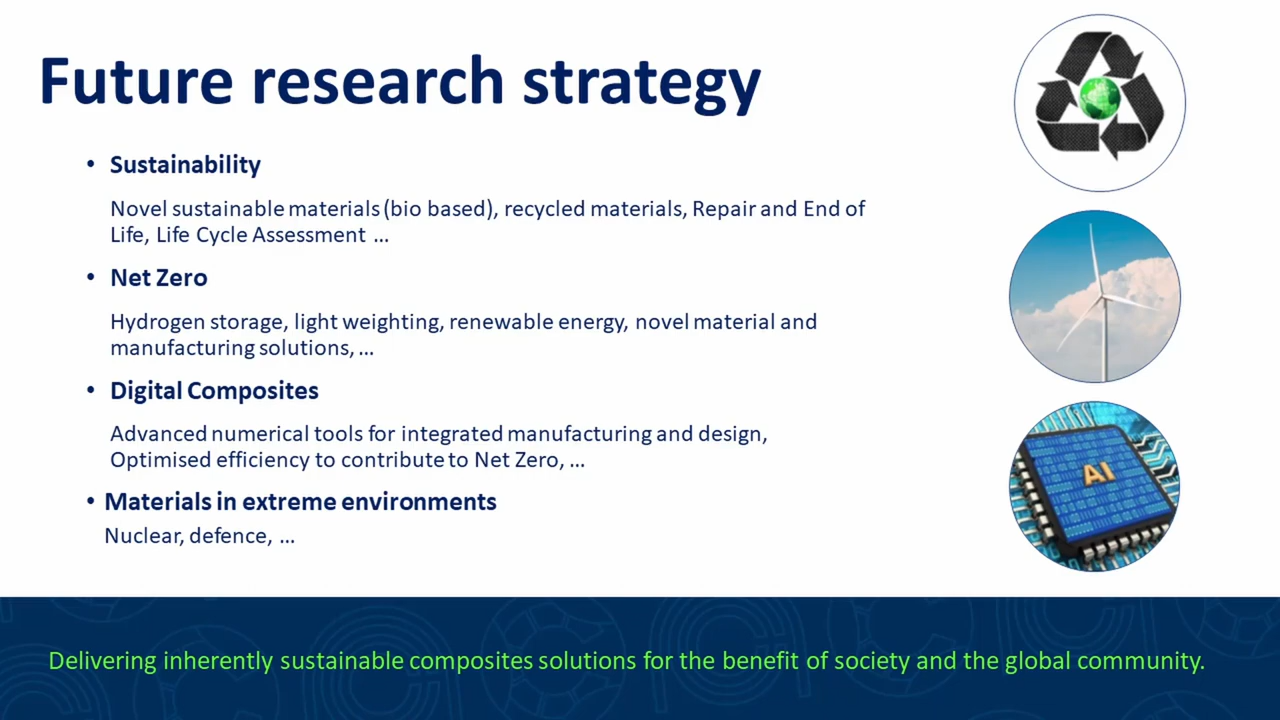 Future research strategy
• Sustainability
Novel sustainable materials (bio based), recycled materials, Repair and End of
Life, Life Cycle Assessment ...
• Net Zero
Hydrogen storage, light weighting, renewable energy, novel material and
manufacturing solutions, ...
• Digital Composites
Advanced numerical tools for integrated manufacturing and design,
Optimised efficiency to contribute to Net Zero, ...
AI
• Materials in extreme environments
Nuclear, defence, ...
Delivering inherently sustainable composites solutions for the benefit of society and the global community.